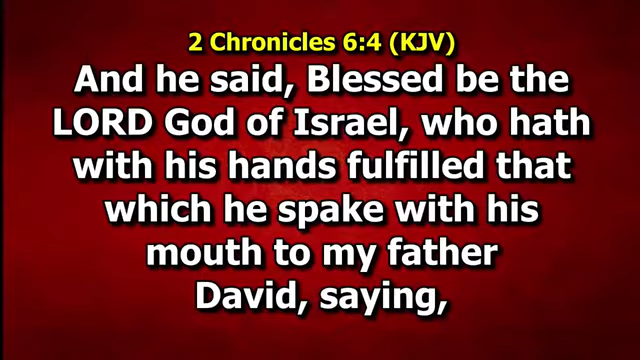 2 Chronicles 6:4 (KJV)
And he said, Blessed be the
LORD God of Israel, who hath
with his hands fulfilled that
which he spake with his
mouth to my father
David, saying,